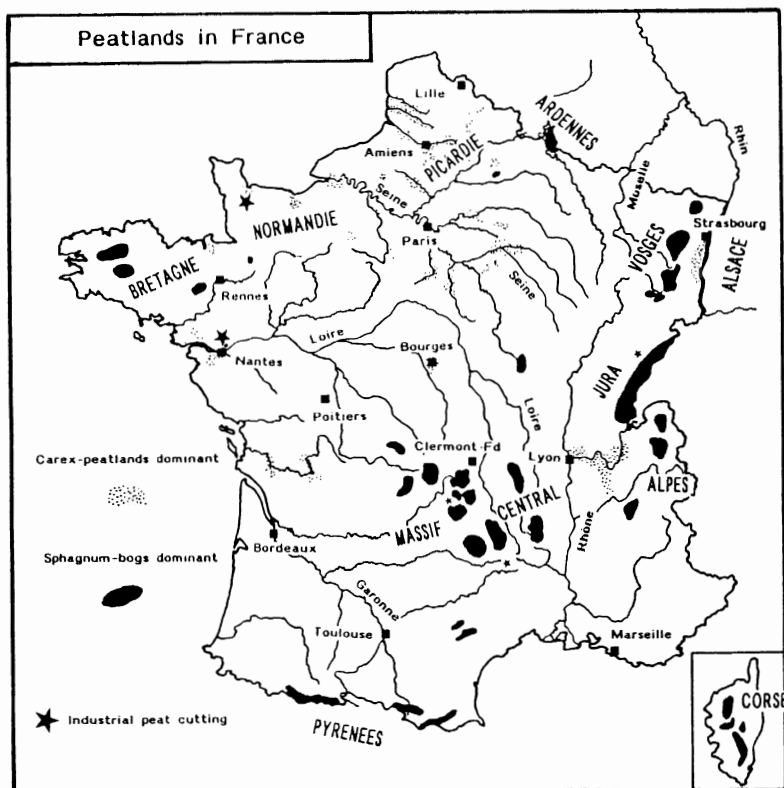 Peatlands in France
Lille
ARDENNES
Amiens
PICARDIE
Rhin
Muselle
Seine
NORMANDIE
Strasbourg
Paris
VOSGES
ALSACE
BRETAGNE
Seine
Rennes
Loire
Nantes
Bourges
JURA
Poitiers
Loire
Clermont-Fd
Lyon
Carex-peatlands dominant
ALPES
CENTRAL
MASSIF
Rhône
Bordeaux
Sphagnum-bogs dominant
Garonne
Toulouse
Marseille
CORSE
Industrial peat cutting
PYRENEES